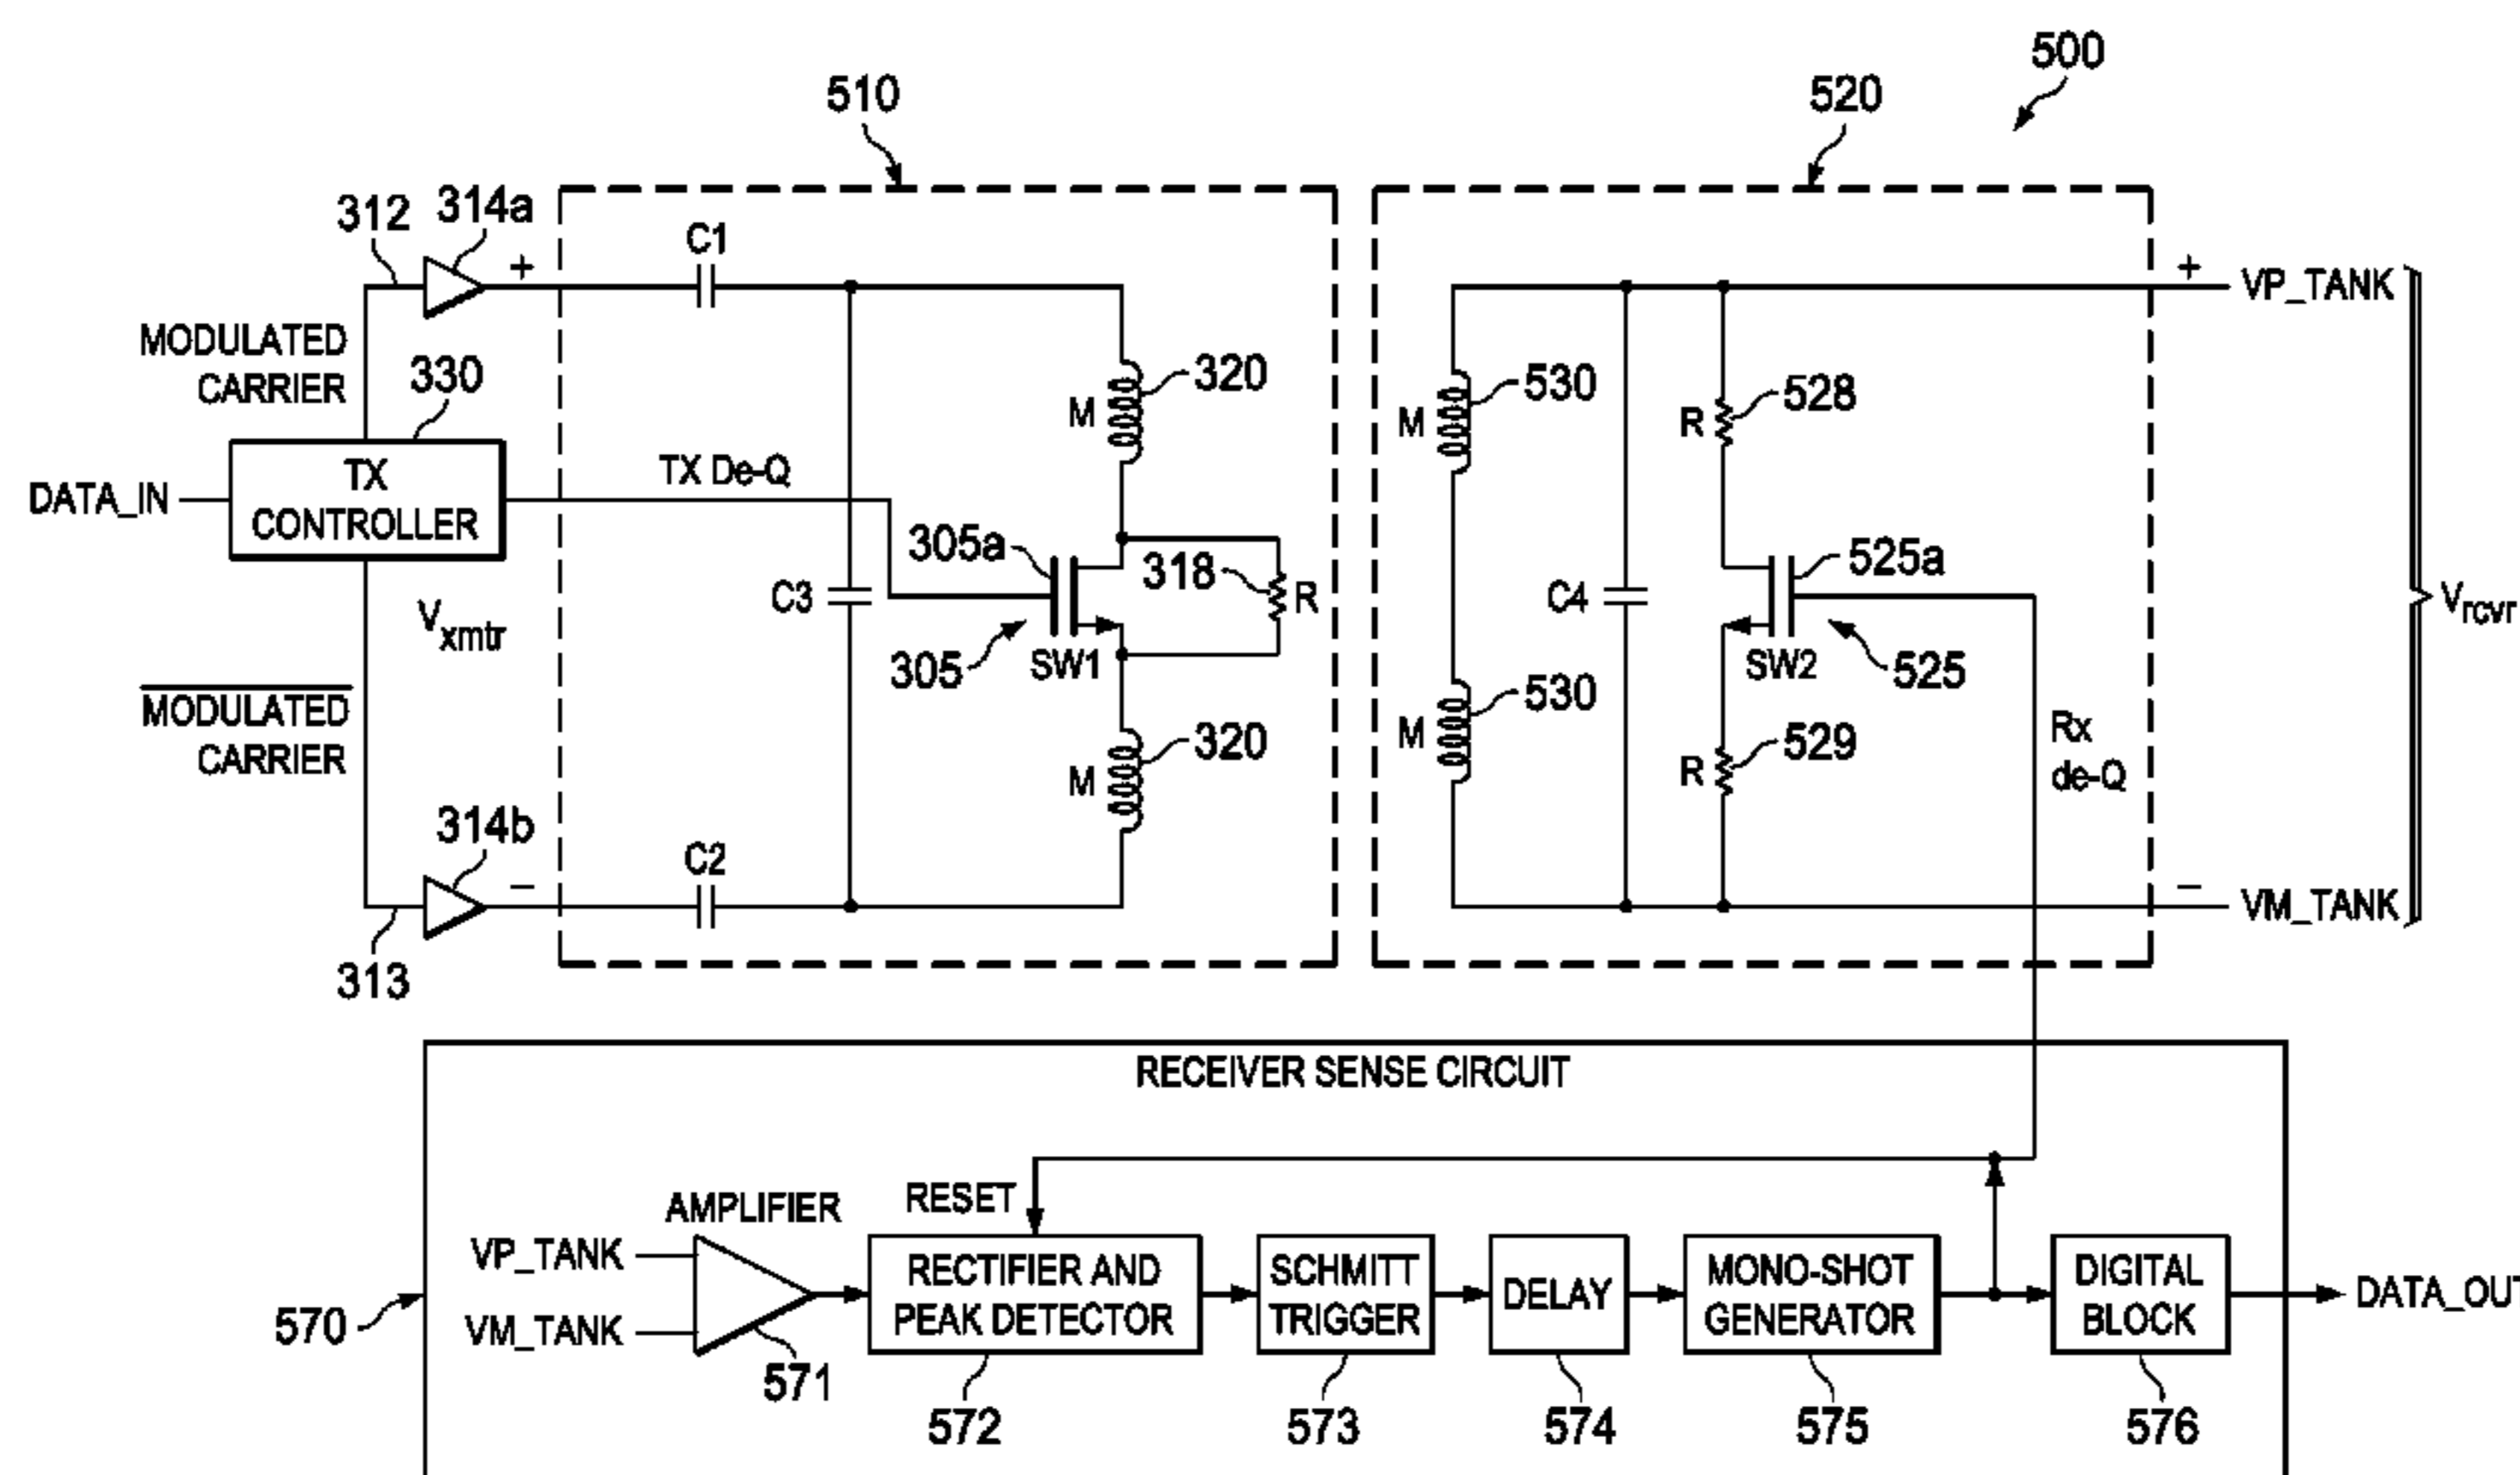 500
510
520
312
314a
+
C1
MODULATED
CARRIER
330
TX
CONTROLLER
DATA_IN
TX De-Q
Vxmtr
MODULATED
CARRIER
314b
−
313
C2
C3
M
320
305a
305
SW1
318
R
M
320
M
530
M
530
C4
R
528
525a
SW2
525
R
529
Rx
de-Q
+
VP_TANK
Vrcvr
−
VM_TANK
RECEIVER SENSE CIRCUIT
570
VP_TANK
VM_TANK
AMPLIFIER
571
RESET
RECTIFIER AND
PEAK DETECTOR
572
SCHMITT
TRIGGER
573
DELAY
574
MONO-SHOT
GENERATOR
575
DIGITAL
BLOCK
576
DATA_OUT